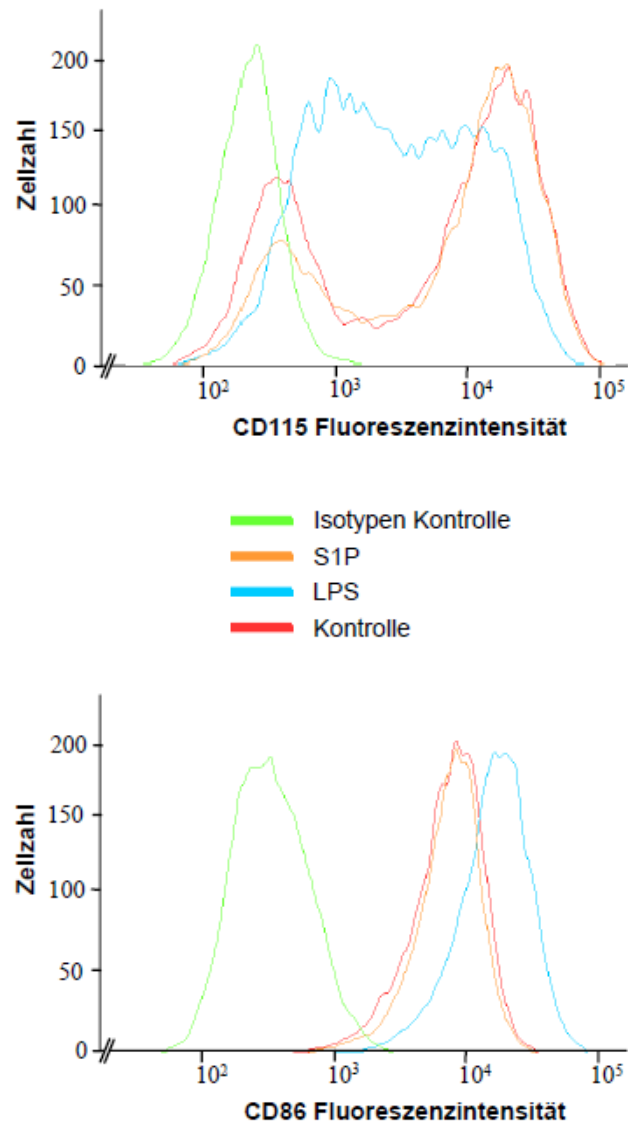 Zellzahl
200
150
100
50
0
10² 10³ 10⁴ 10⁵
CD115 Fluoreszenzintensität
Isotypen Kontrolle
S1P
LPS
Kontrolle
Zellzahl
200
150
100
50
0
10² 10³ 10⁴ 10⁵
CD86 Fluoreszenzintensität